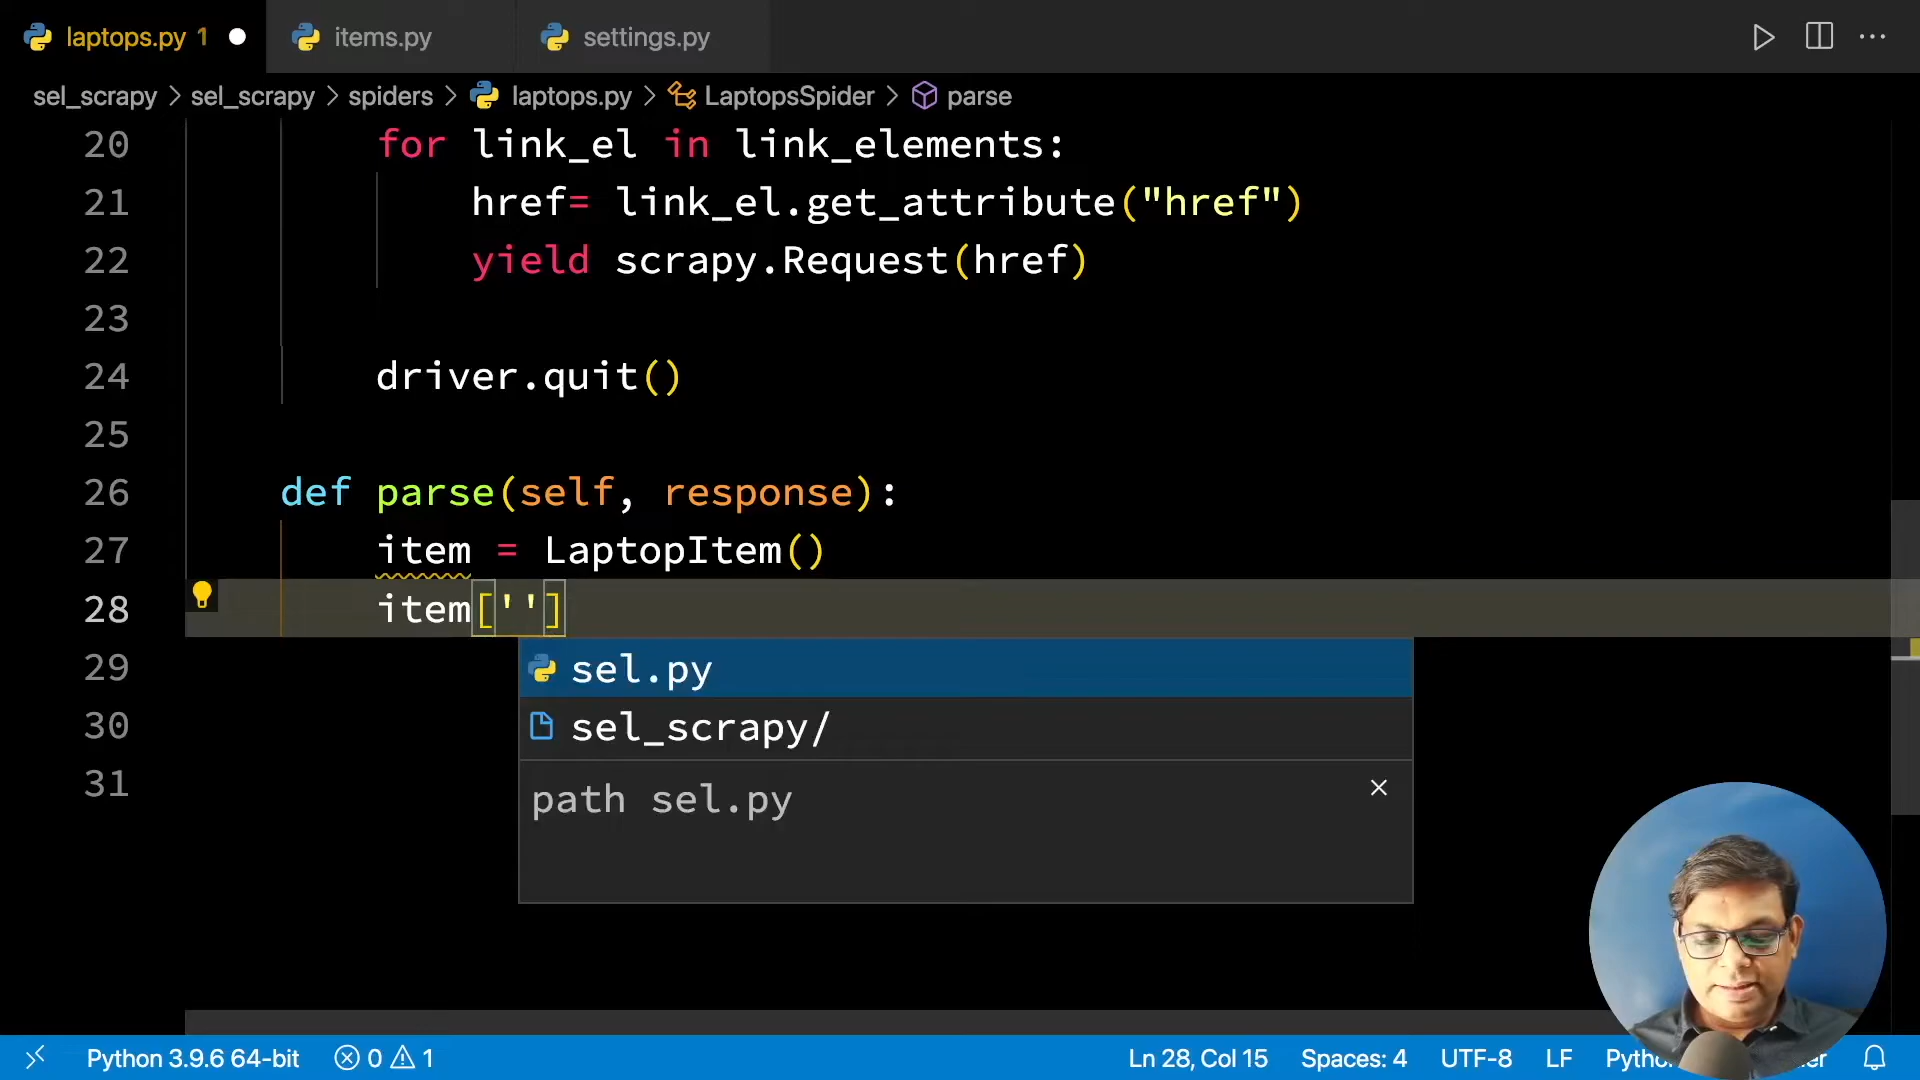 laptops.py 1
items.py
settings.py
sel_scrapy > sel_scrapy > spiders > laptops.py > LaptopsSpider > parse
20 for link_el in link_elements:
21 href= link_el.get_attribute("href")
22 yield scrapy.Request(href)
23
24 driver.quit()
25
26 def parse(self, response):
27 item = LaptopItem()
28 item['']
29
30
31
sel.py
sel_scrapy/
path sel.py
Python 3.9.6 64-bit 0 1 Ln 28, Col 15 Spaces: 4 UTF-8 LF